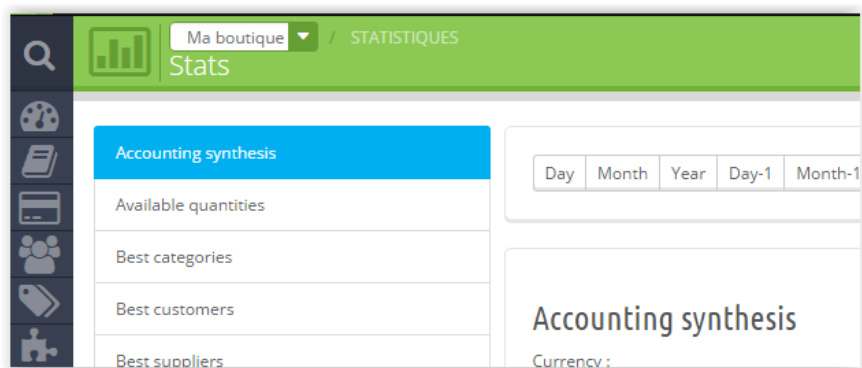 Ma boutique / STATISTIQUES
Stats
Accounting synthesis
Available quantities
Best categories
Best customers
Best suppliers
Day Month Year Day-1 Month-1
Accounting synthesis
Currency :